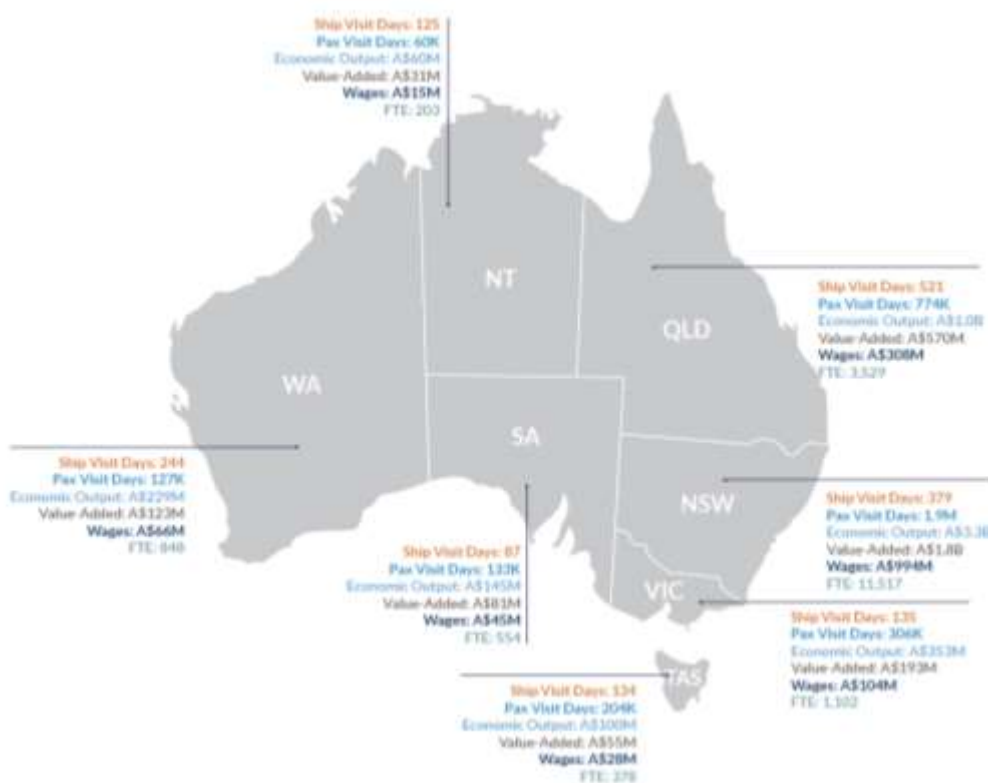 Ship Visit Days: 125
Pax Visit Days: 60K
Economic Output: A$60M
Value-Added: A$31M
Wages: A$15M
FTE: 203
NT
QLD
Ship Visit Days: 521
Pax Visit Days: 774K
Economic Output: A$1.0B
Value-Added: A$570M
Wages: A$308M
FTE: 3,529
WA
SA
Ship Visit Days: 244
Pax Visit Days: 127K
Economic Output: A$229M
Value-Added: A$123M
Wages: A$66M
FTE: 848
NSW
Ship Visit Days: 379
Pax Visit Days: 1.9M
Economic Output:
Value-Added: A$1.8B
Wages: A$994M
FTE: 11,517
Ship Visit Days: 87
Pax Visit Days: 133K
Economic Output: A$145M
Value-Added: A$81M
Wages: A$45M
FTE: 554
VIC
Ship Visit Days: 135
Pax Visit Days: 306K
Economic Output: A$353M
Value-Added: A$193M
Wages: A$104M
FTE: 1,102
TAS
Ship Visit Days: 134
Pax Visit Days: 204K
Economic Output: A$100M
Value-Added: A$55M
Wages: A$28M
FTE: 378